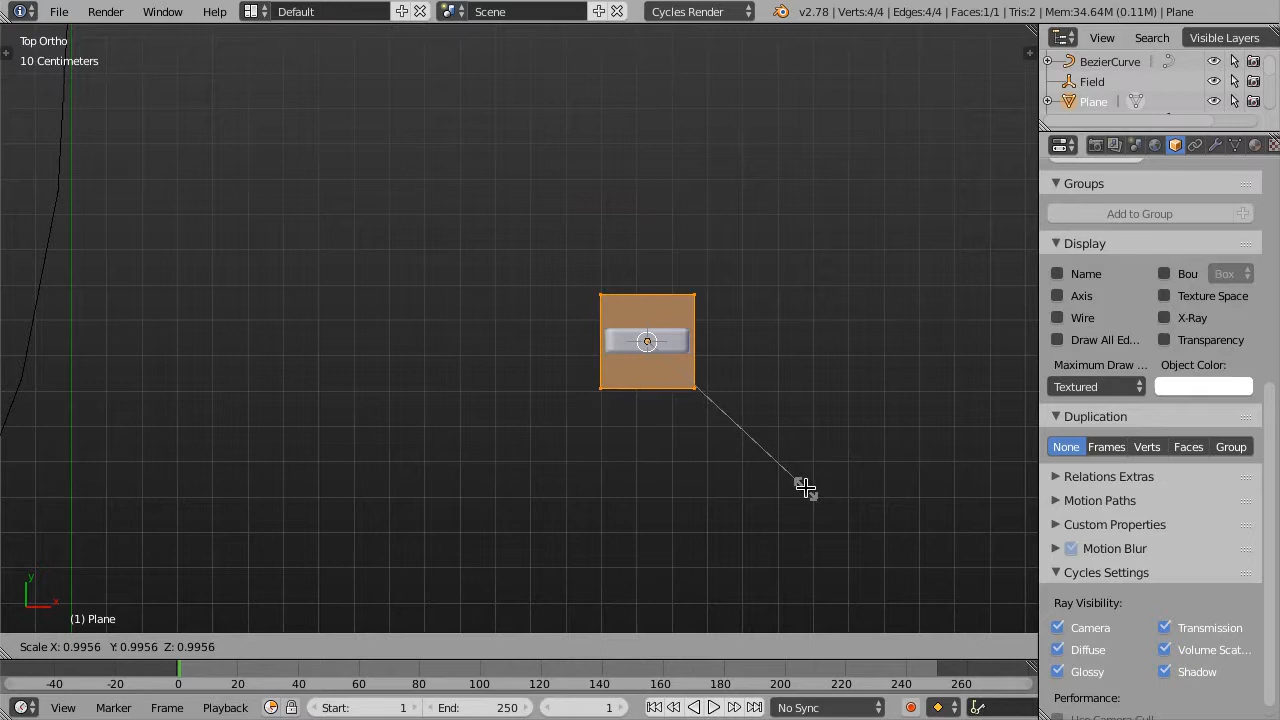 File Render Window Help Default Scene Cycles Render v2.78 | Verts:4/4 | Edges:4/4 | Faces:1/1 | Tris:2 | Mem:34.64M (0.11M) | Plane
Top Ortho
10 Centimeters
View Search Visible Layers
BezierCurve
Field
Plane
Groups
Add to Group
Display
Name Bou Box
Axis Texture Space
Wire X-Ray
Draw All Ed... Transparency
Maximum Draw ... Object Color:
Textured
Duplication
None Frames Verts Faces Group
Relations Extras
Motion Paths
Custom Properties
Motion Blur
Cycles Settings
Ray Visibility:
Camera Transmission
Diffuse Volume Scat...
Glossy Shadow
Performance:
y
x
(1) Plane
Scale X: 0.9956 Y: 0.9956 Z: 0.9956
-40 -20 0 20 40 60 80 100 120 140 160 180 200 220 240 260
View Marker Frame Playback Start: 1 End: 250 1 No Sync